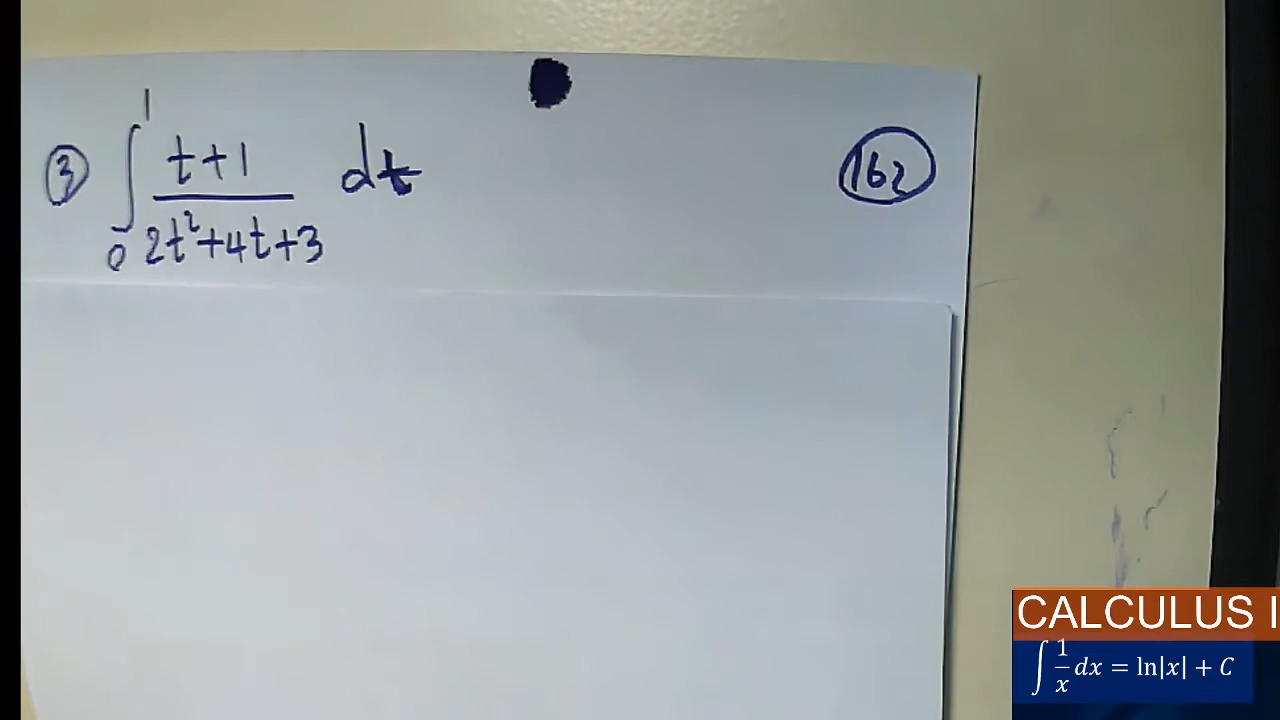 ③ ∫₀¹ (t+1)/(2t²+4t+3) dt
162
CALCULUS I
∫ 1/x dx = ln|x| + C